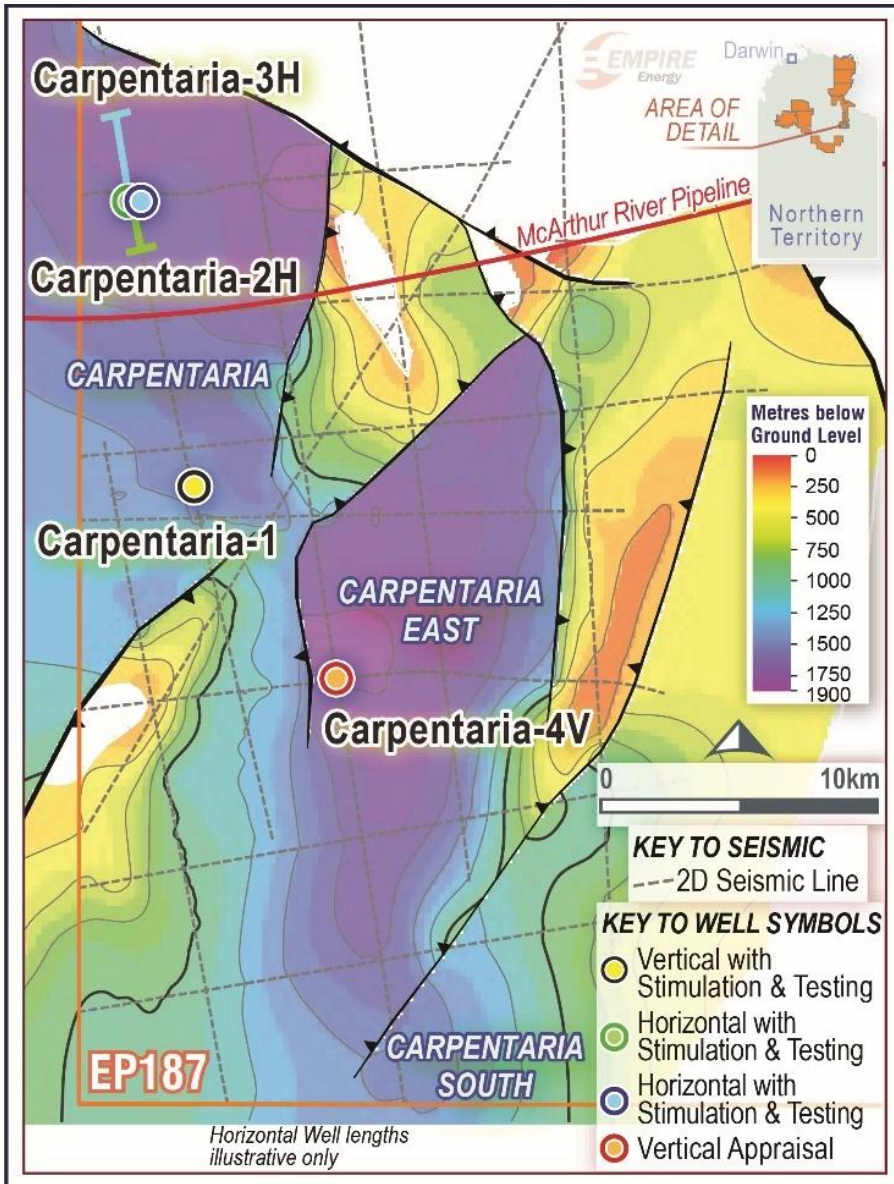 Carpentaria-3H
EMPIRE
Energy
Darwin
AREA OF
DETAIL
Northern
Territory
McArthur River Pipeline
Carpentaria-2H
CARPENTARIA
Metres below
Ground Level
0
250
500
750
1000
1250
1500
1750
1900
Carpentaria-1
CARPENTARIA
EAST
Carpentaria-4V
0 10km
KEY TO SEISMIC
2D Seismic Line
KEY TO WELL SYMBOLS
Vertical with
Stimulation & Testing
Horizontal with
Stimulation & Testing
Horizontal with
Stimulation & Testing
Vertical Appraisal
CARPENTARIA
SOUTH
EP187
Horizontal Well lengths
illustrative only